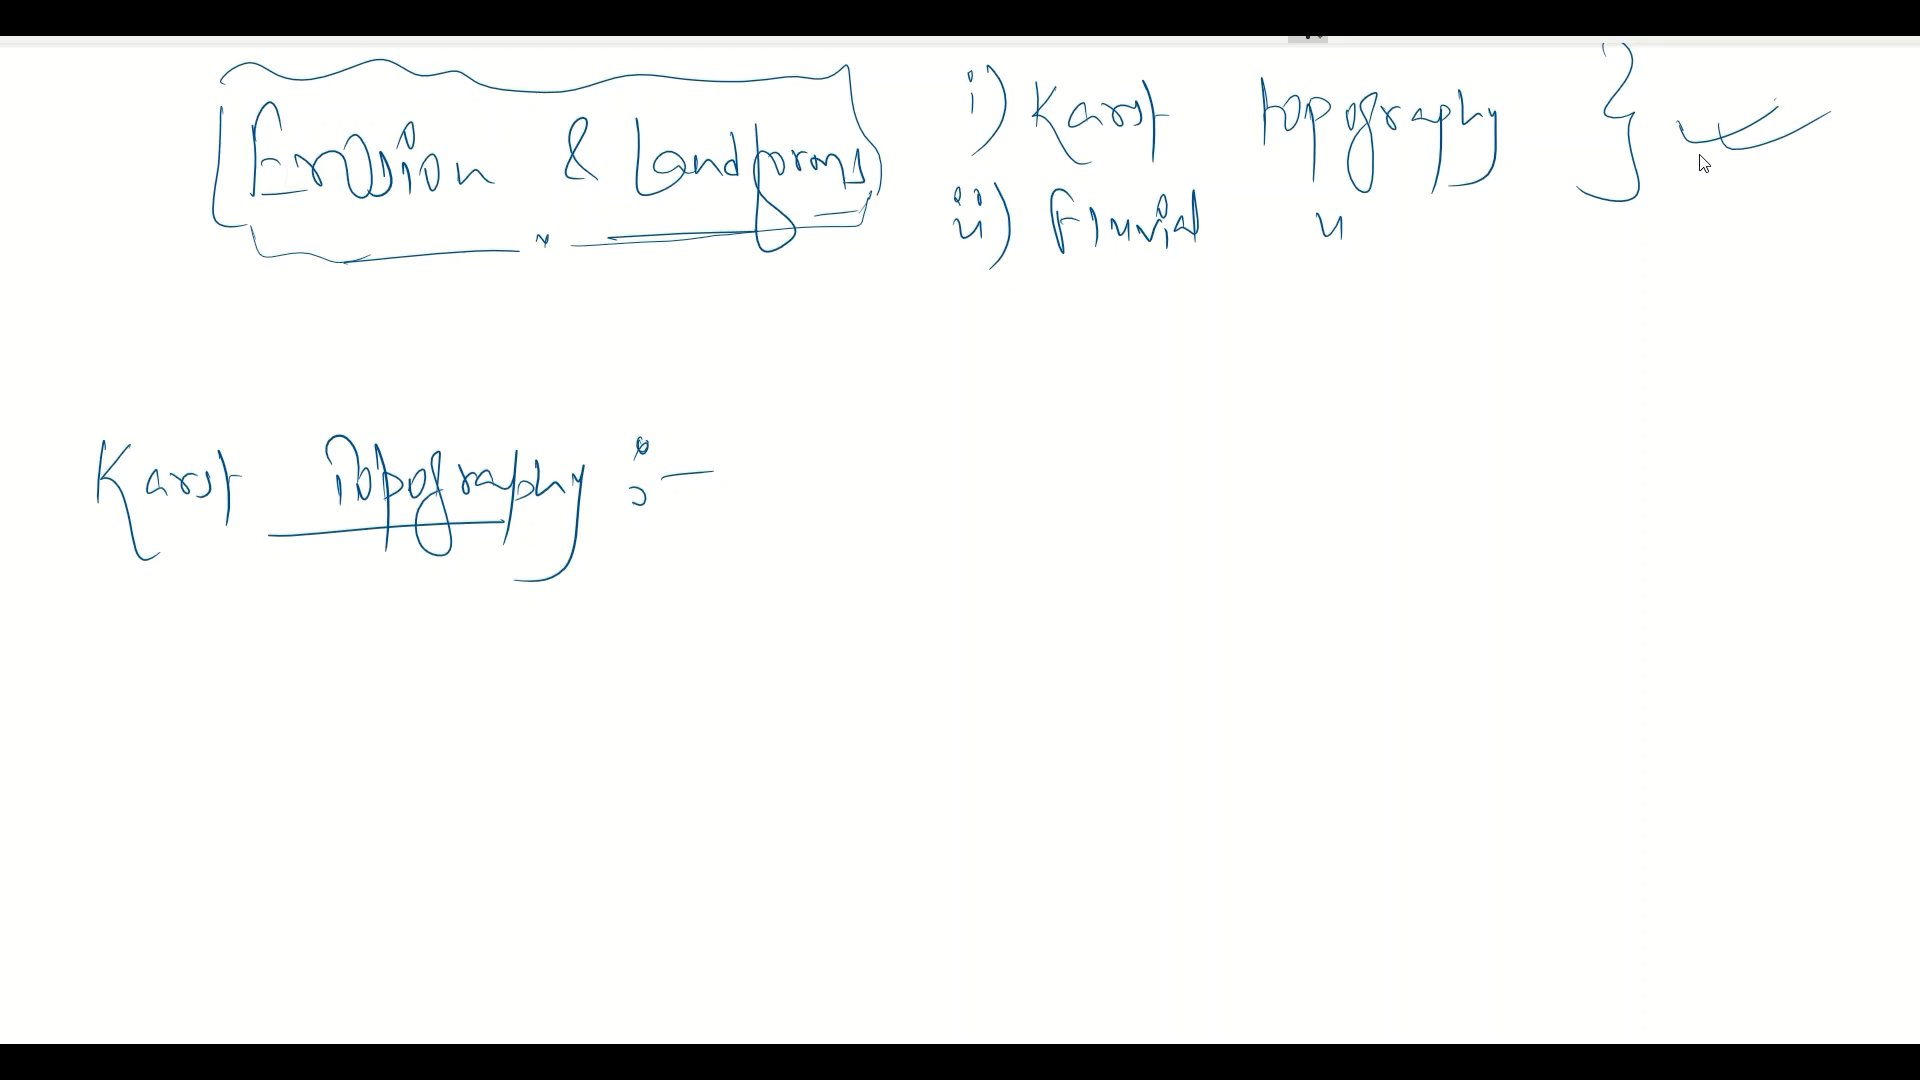 Erosion & Landforms
i) Karst topography
ii) Fluvial "
Karst Topography :-